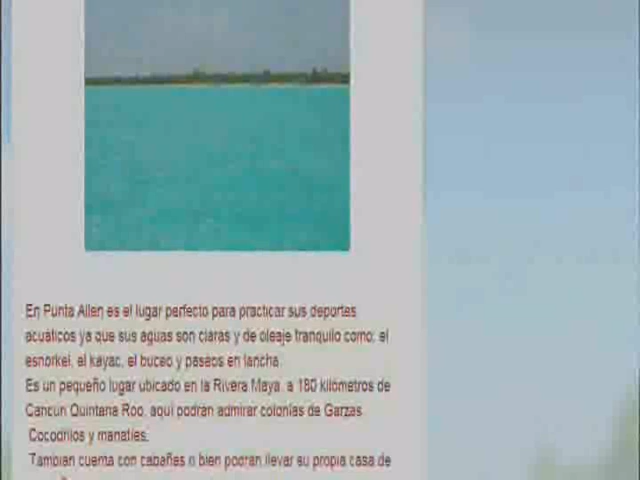 En Punta Allen es el lugar perfecto para practicar sus deportes
acuáticos ya que sus aguas son claras y de oleaje tranquilo como: el
esnorkel, el kayac, el buceo y paseos en lancha.
Es un pequeño lugar ubicado en la Rivera Maya, a 180 kilómetros de
Cancún Quintana Roo, aquí podrán admirar colonias de Garzas,
Cocodrilos y manatíes.
También cuenta con cabañas o bien podrán llevar su propia casa de